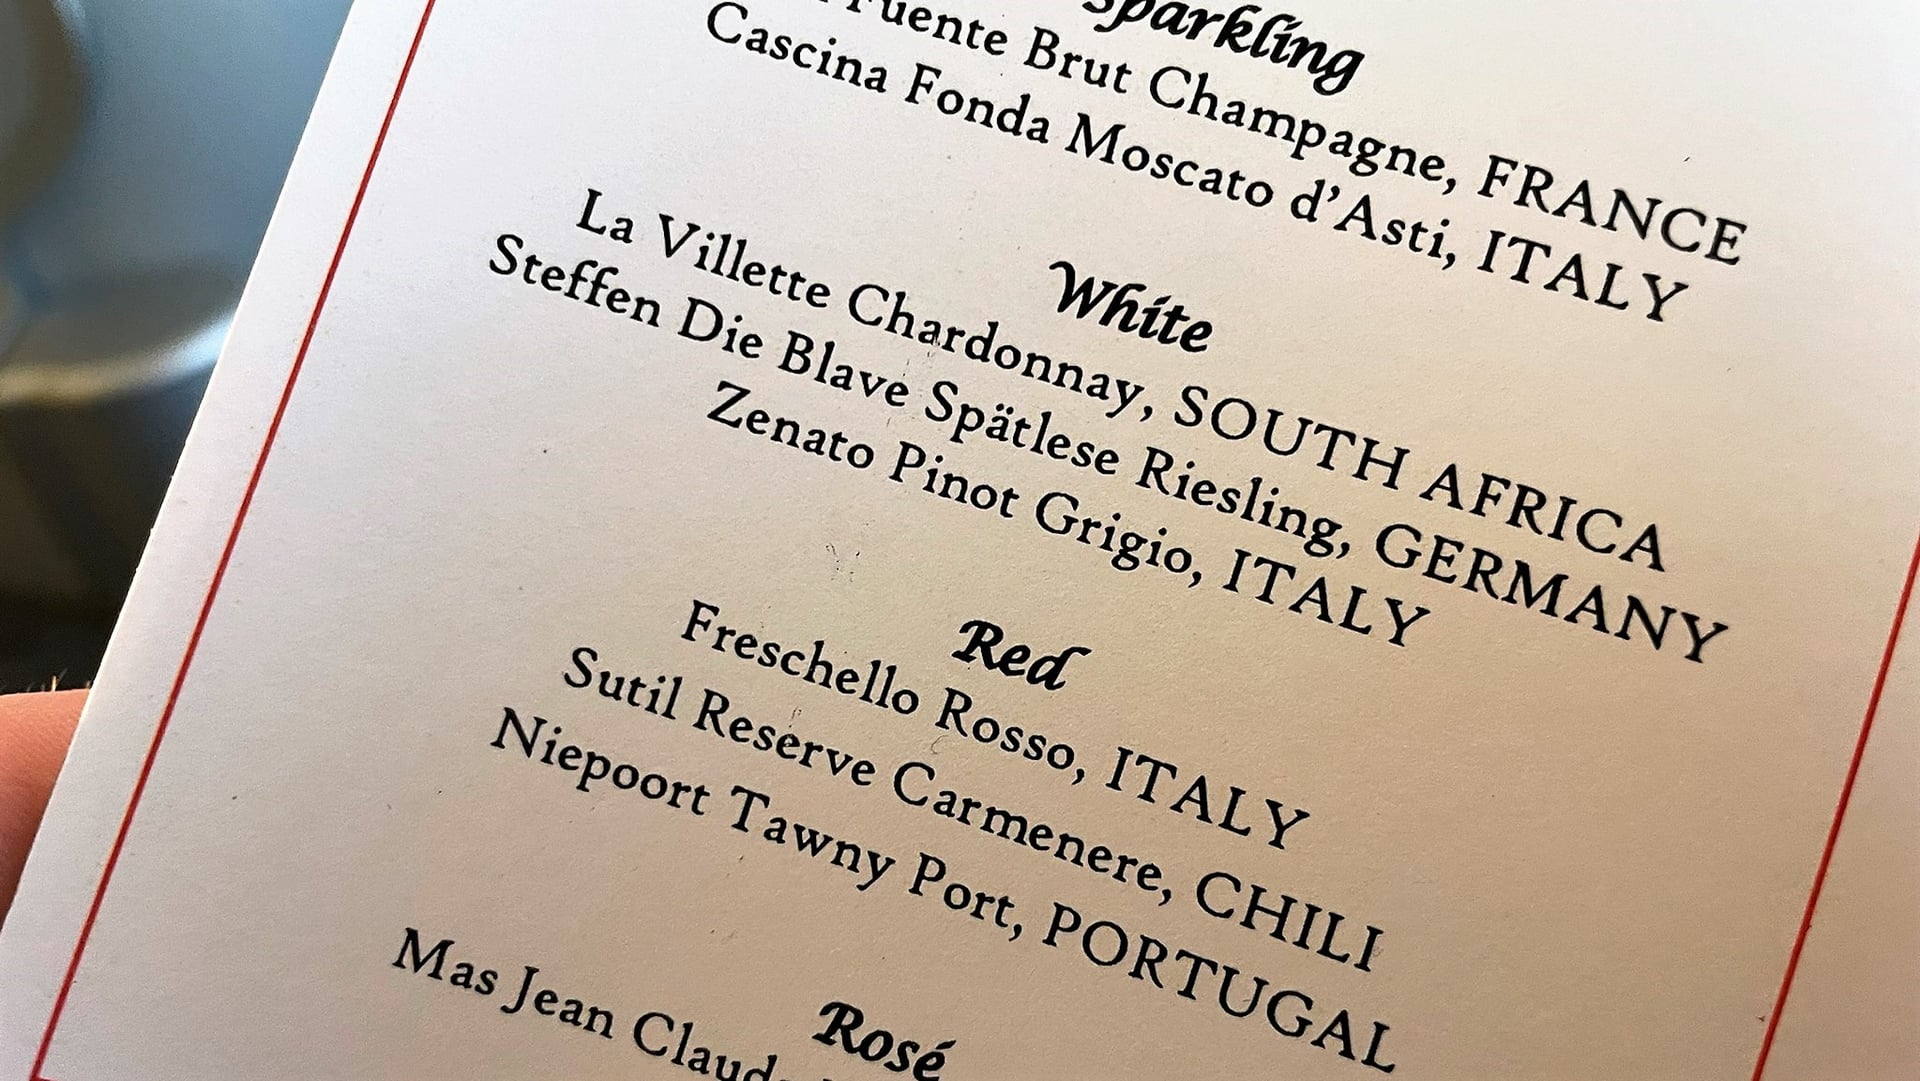 Sparkling
Fuente Brut Champagne, FRANCE
Cascina Fonda Moscato d’Asti, ITALY
White
La Villette Chardonnay, SOUTH AFRICA
Steffen Die Blave Spätlese Riesling, GERMANY
Zenato Pinot Grigio, ITALY
Red
Freschello Rosso, ITALY
Sutil Reserve Carmenere, CHILI
Niepoort Tawny Port, PORTUGAL
Rosé
Mas Jean Claude